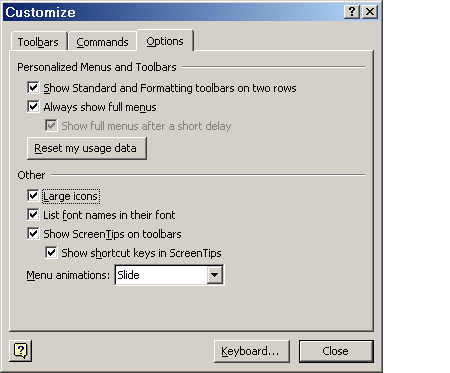 Customize
Toolbars Commands Options
Personalized Menus and Toolbars
Show Standard and Formatting toolbars on two rows
Always show full menus
Show full menus after a short delay
Reset my usage data
Other
Large icons
List font names in their font
Show ScreenTips on toolbars
Show shortcut keys in ScreenTips
Menu animations: Slide
Keyboard... Close